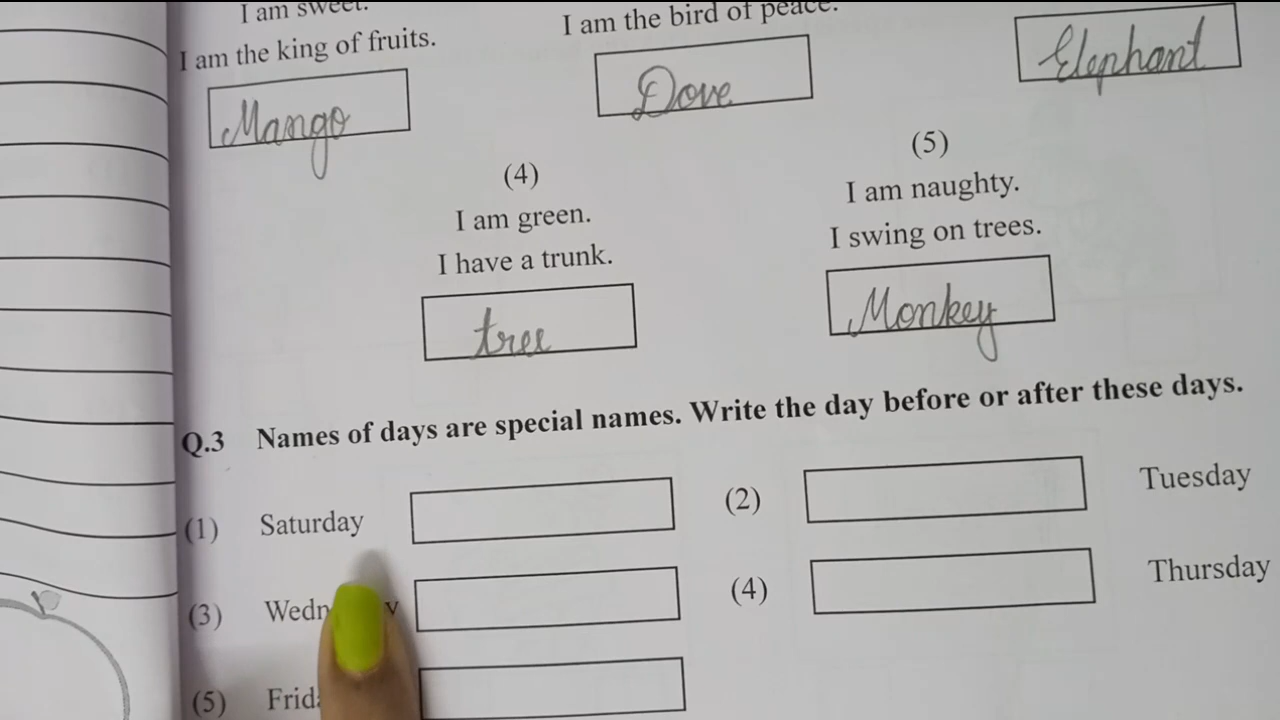 I am sweet.
I am the king of fruits.
Mango
I am the bird of peace.
Dove
Elephant
(4)
I am green.
I have a trunk.
tree
(5)
I am naughty.
I swing on trees.
Monkey
Q.3 Names of days are special names. Write the day before or after these days.
(1) Saturday
(2) Tuesday
(3)
(4) Thursday
(5)